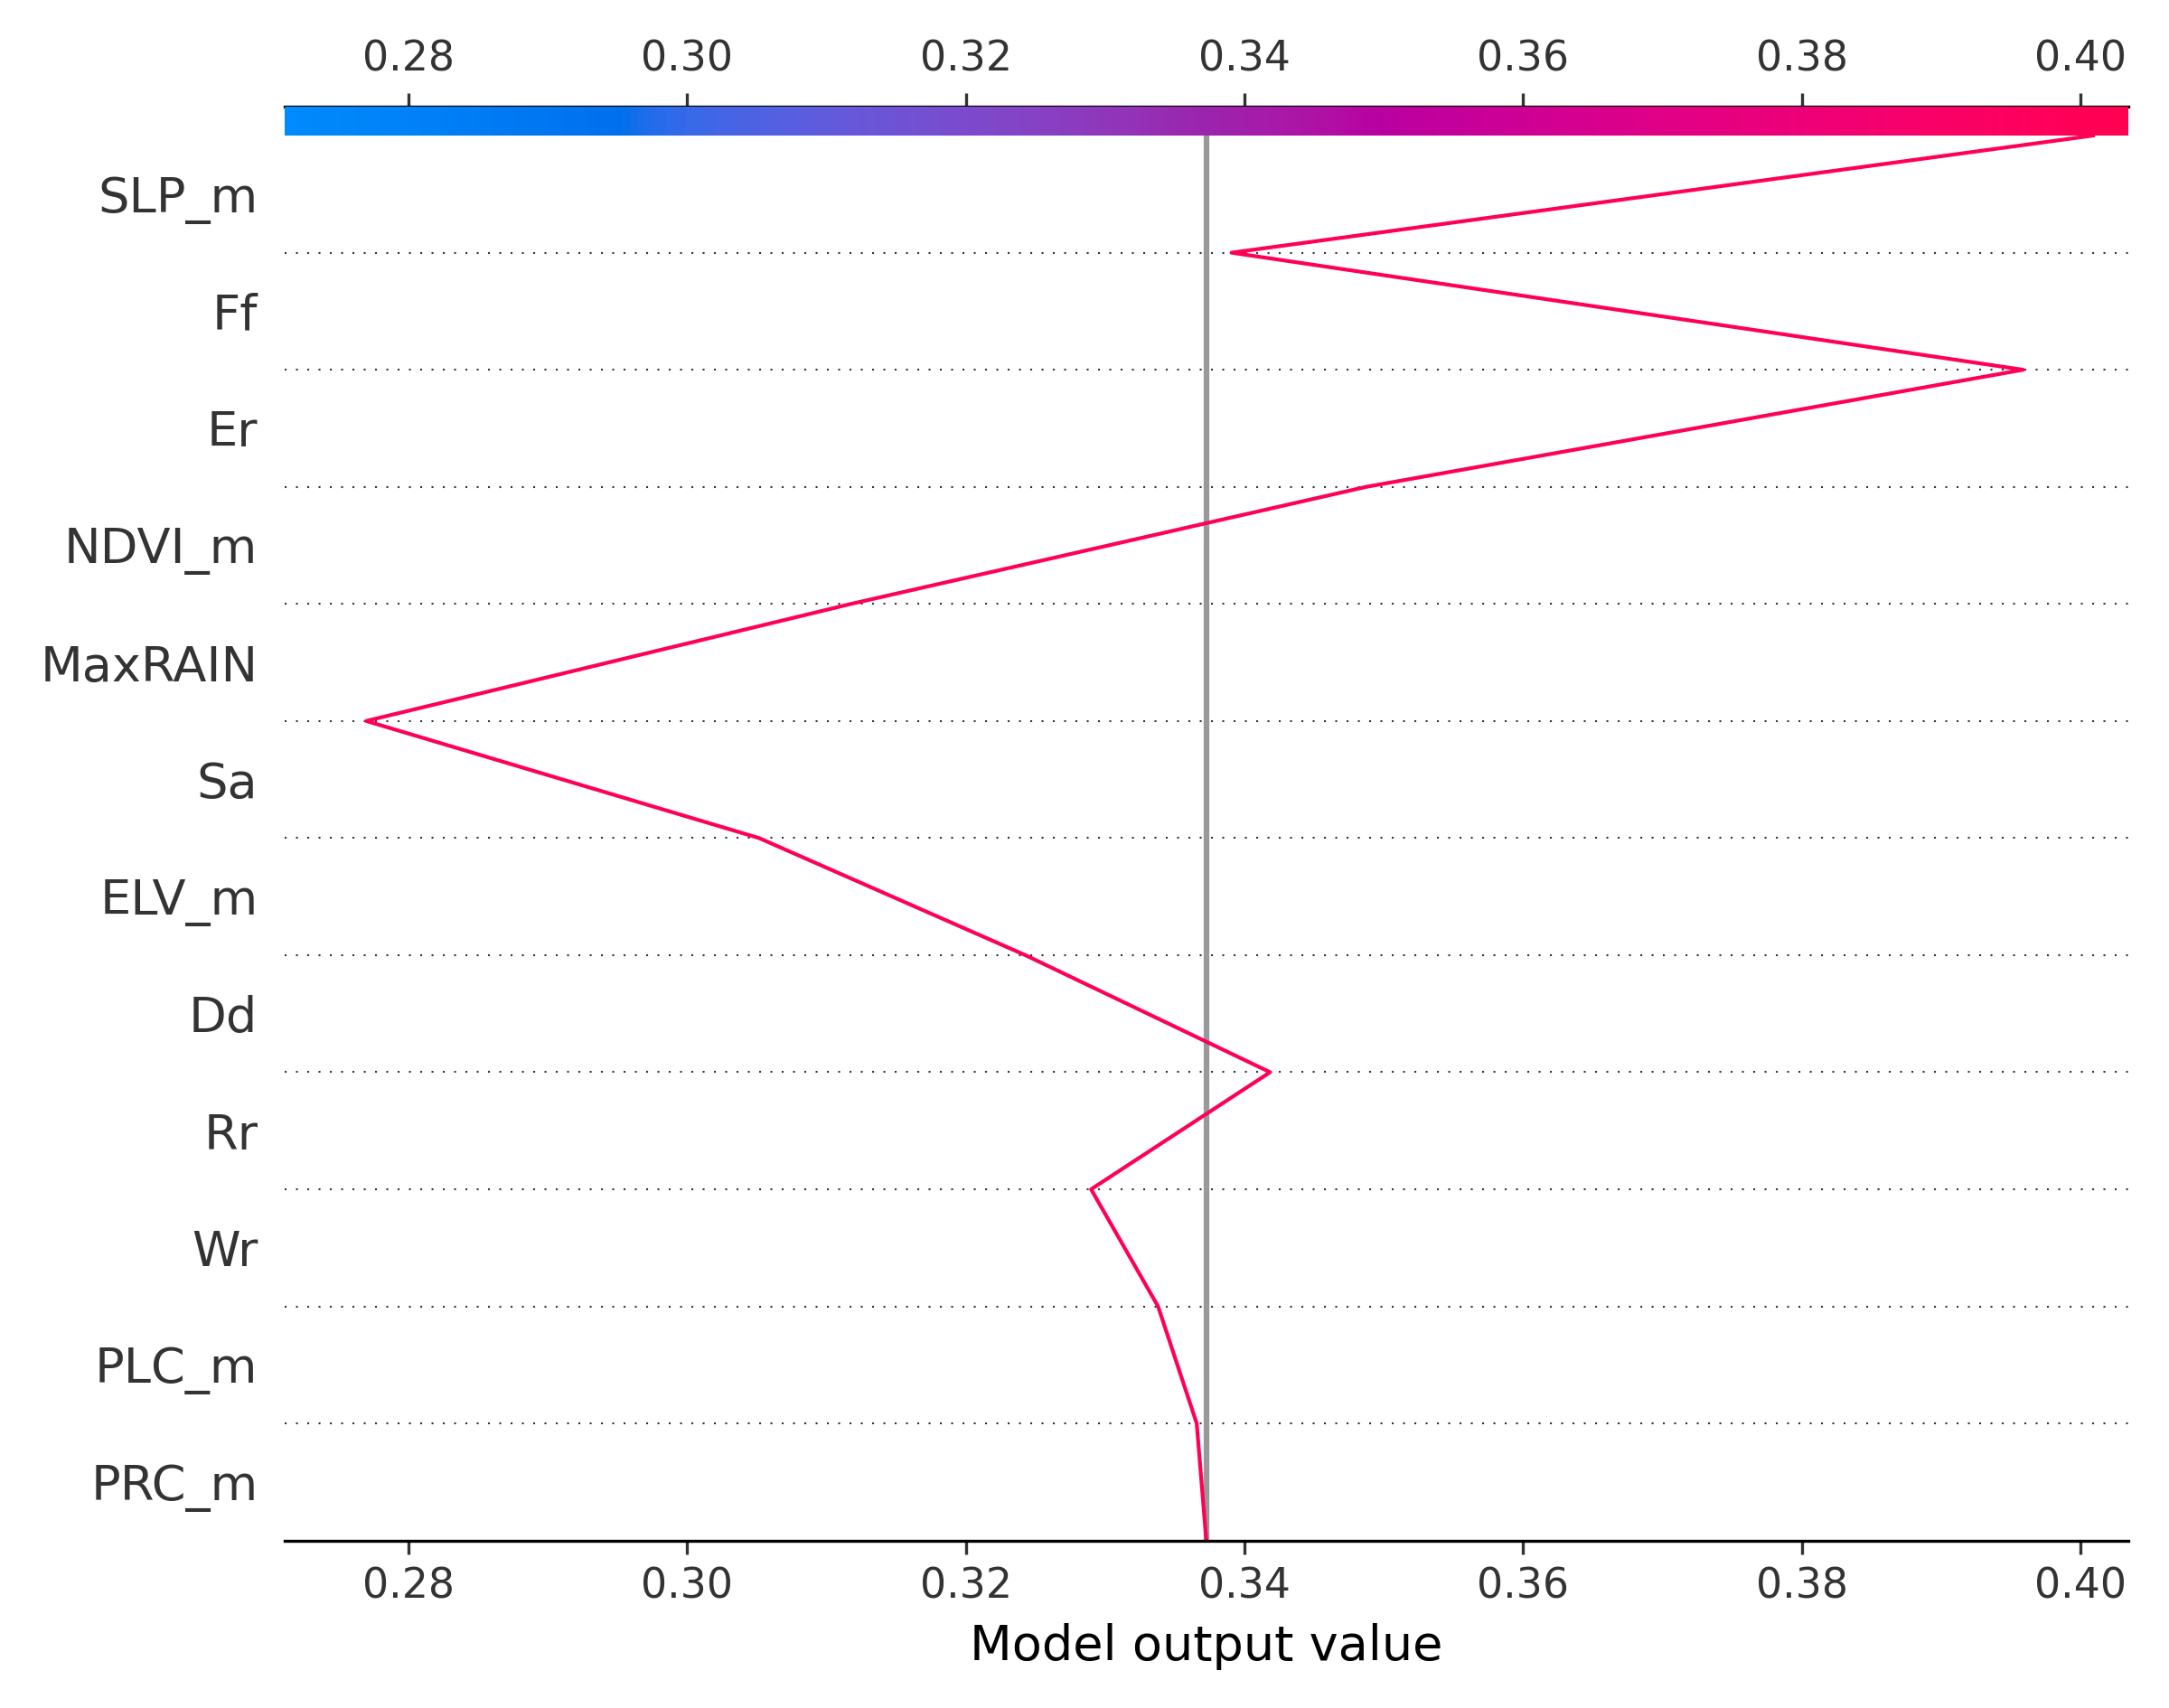 0.28 0.30 0.32 0.34 0.36 0.38 0.40
SLP_m
Ff
Er
NDVI_m
MaxRAIN
Sa
ELV_m
Dd
Rr
Wr
PLC_m
PRC_m
0.28 0.30 0.32 0.34 0.36 0.38 0.40
Model output value